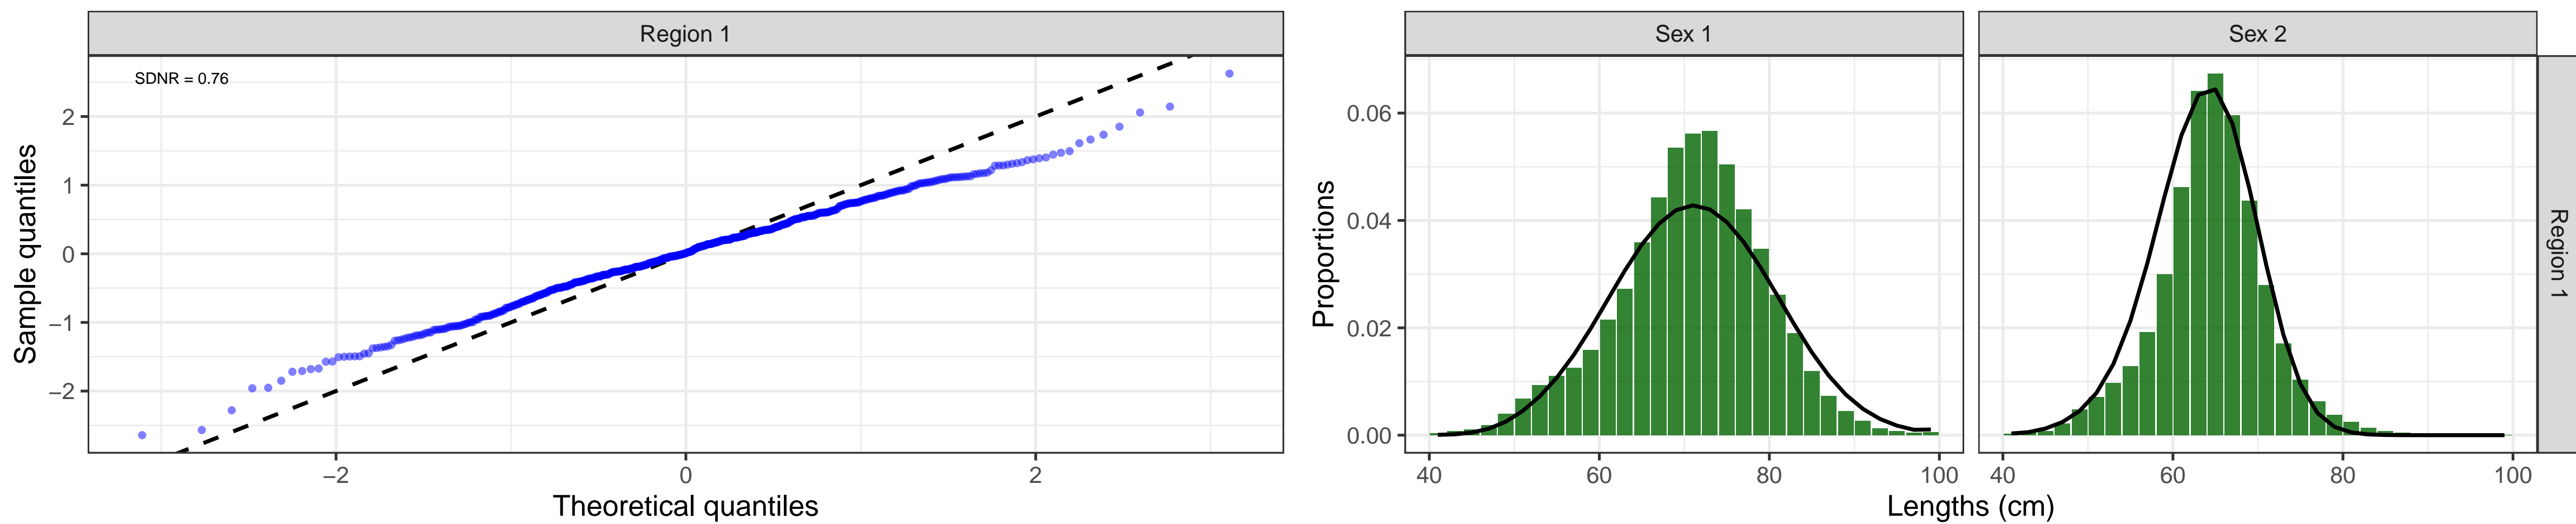 Region 1
SDNR = 0.76
Sample quantiles
2
1
0
−1
−2
−2
0
2
Theoretical quantiles
Sex 1
Sex 2
Region 1
Proportions
0.06
0.04
0.02
0.00
40
60
80
100
40
60
80
100
Lengths (cm)